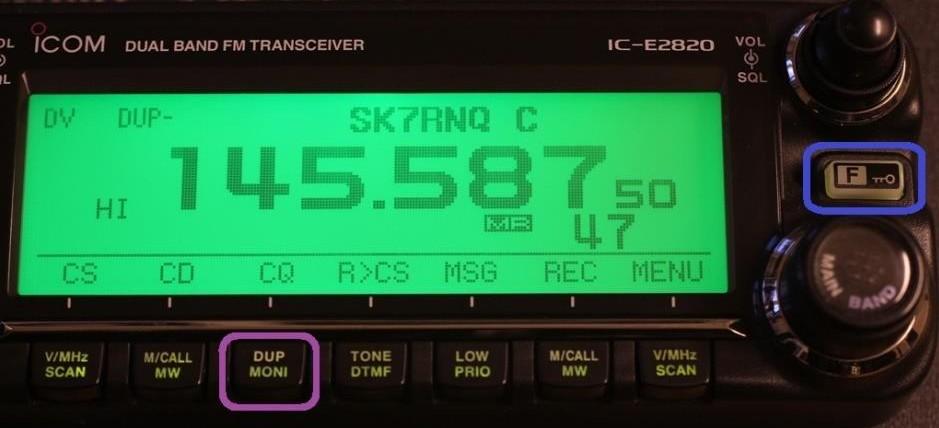 ICOM DUAL BAND FM TRANSCEIVER IC-E2820 VOL
SQL
DV DUP- SK7RNQ C
145.587 50
HI MR 47
CS CD CQ R>CS MSG REC MENU
F
MAIN BAND
V/MHz M/CALL DUP TONE LOW M/CALL V/MHz
SCAN MW MONI DTMF PRIO MW SCAN